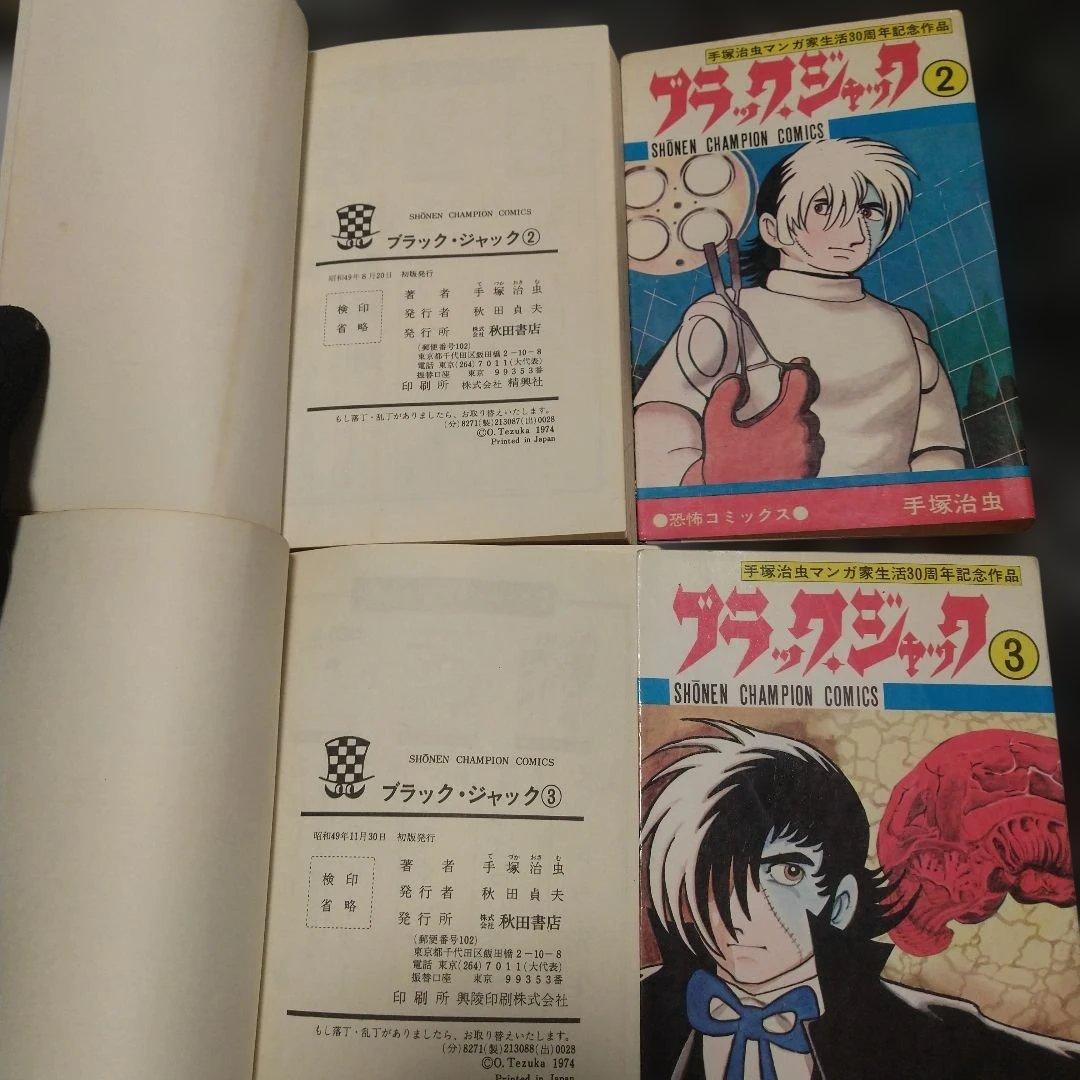 SHŌNEN CHAMPION COMICS
ブラック・ジャック②
昭和49年8月20日 初版発行
検印
省略
著者 手塚治虫
てづかおさむ
発行者 秋田貞夫
発行所 株式会社 秋田書店
(郵便番号102)
東京都千代田区飯田橋2-10-8
電話 東京(264)7011(大代表)
振替口座 東京 99353番
印刷所 株式会社 精興社
もし落丁・乱丁がありましたら、お取り替えいたします。
(分)8271(製)213087(出)0028
©O. Tezuka 1974
Printed in Japan
手塚治虫マンガ家生活30周年記念作品
ブラック・ジャック
2
SHŌNEN CHAMPION COMICS
●恐怖コミックス●
手塚治虫
SHŌNEN CHAMPION COMICS
ブラック・ジャック③
昭和49年11月30日 初版発行
検印
省略
著者 手塚治虫
てづかおさむ
発行者 秋田貞夫
発行所 株式会社 秋田書店
(郵便番号102)
東京都千代田区飯田橋2-10-8
電話 東京(264)7011(大代表)
振替口座 東京 99353番
印刷所 興陵印刷株式会社
もし落丁・乱丁がありましたら、お取り替えいたします。
(分)8271(製)213088(出)0028
©O. Tezuka 1974
Printed in Japan
手塚治虫マンガ家生活30周年記念作品
ブラック・ジャック
3
SHŌNEN CHAMPION COMICS